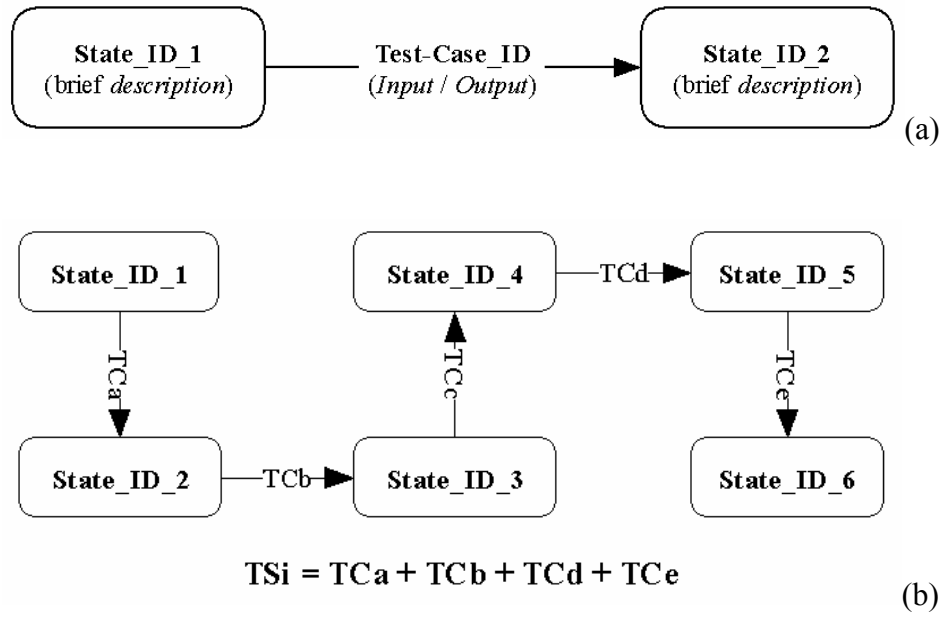 State_ID_1
(brief description)
Test-Case_ID
(Input / Output)
State_ID_2
(brief description)
(a)
State_ID_1
State_ID_4
TCd
State_ID_5
TCa
TCc
TCe
State_ID_2
TCb
State_ID_3
State_ID_6
TSi = TCa + TCb + TCd + TCe
(b)